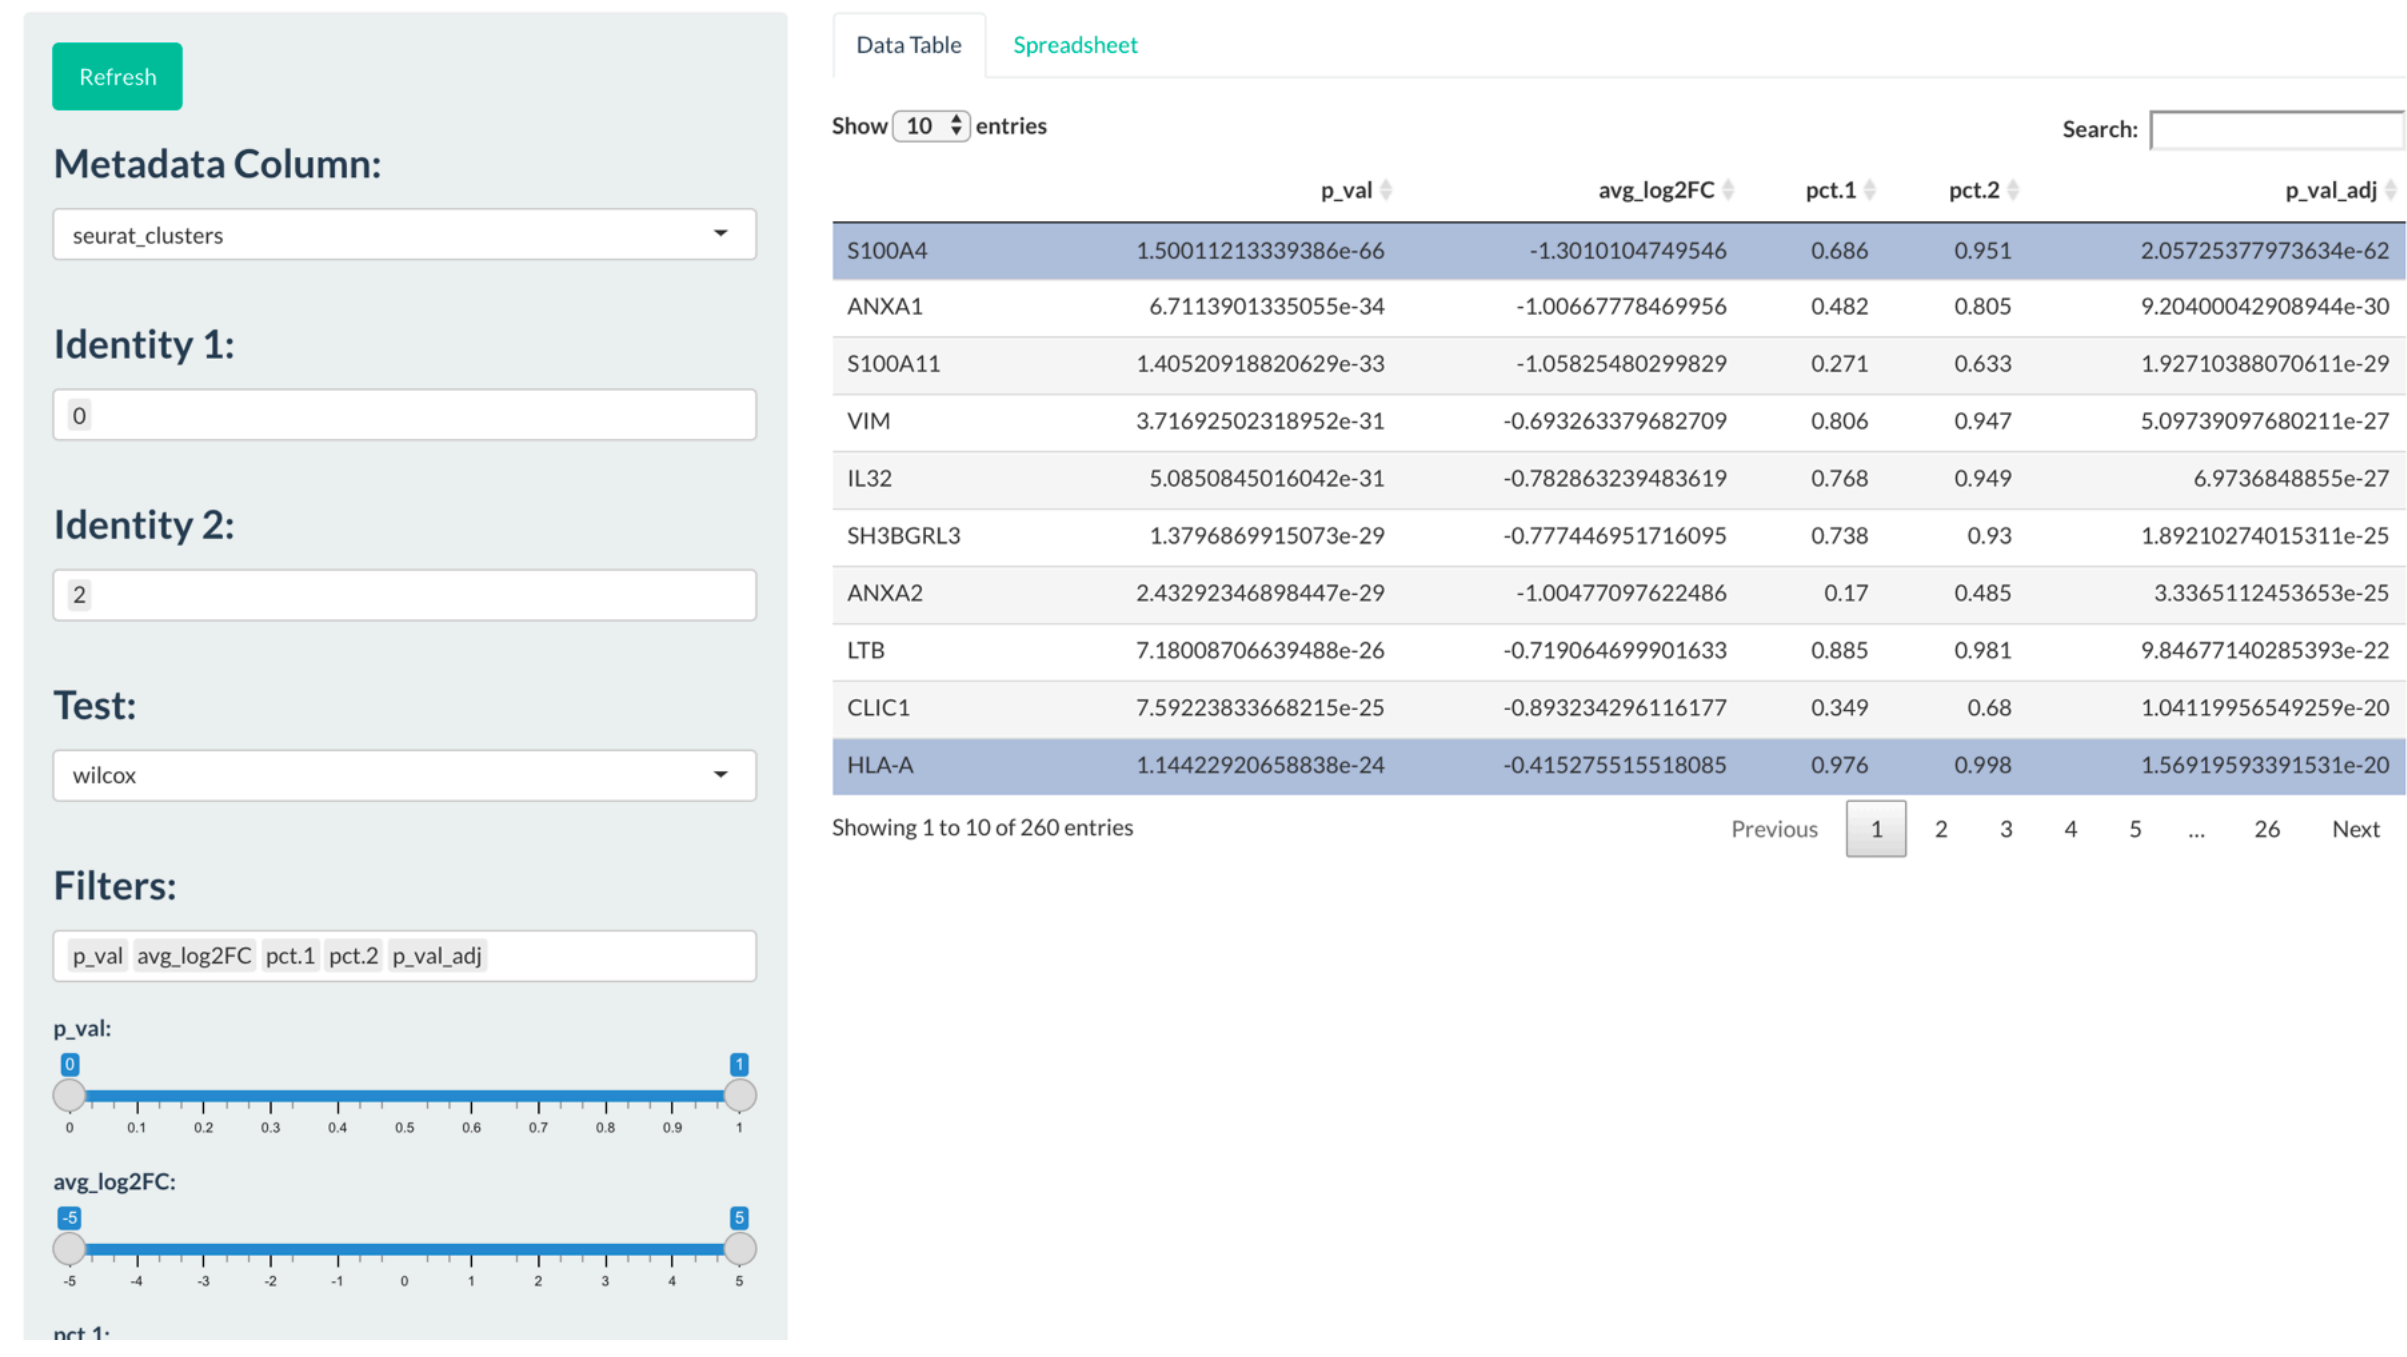 Refresh
Metadata Column:
seurat_clusters
Identity 1:
0
Identity 2:
2
Test:
wilcox
Filters:
p_val avg_log2FC pct.1 pct.2 p_val_adj
p_val:
0 1
0 0.1 0.2 0.3 0.4 0.5 0.6 0.7 0.8 0.9 1
avg_log2FC:
-5 5
-5 -4 -3 -2 -1 0 1 2 3 4 5
pct.1:
Data Table Spreadsheet
Show 10 entries Search:
p_val avg_log2FC pct.1 pct.2 p_val_adj
S100A4 1.50011213339386e-66 -1.3010104749546 0.686 0.951 2.05725377973634e-62
ANXA1 6.7113901335055e-34 -1.00667778469956 0.482 0.805 9.20400042908944e-30
S100A11 1.40520918820629e-33 -1.05825480299829 0.271 0.633 1.92710388070611e-29
VIM 3.71692502318952e-31 -0.693263379682709 0.806 0.947 5.09739097680211e-27
IL32 5.0850845016042e-31 -0.782863239483619 0.768 0.949 6.9736848855e-27
SH3BGRL3 1.3796869915073e-29 -0.777446951716095 0.738 0.93 1.89210274015311e-25
ANXA2 2.43292346898447e-29 -1.00477097622486 0.17 0.485 3.3365112453653e-25
LTB 7.18008706639488e-26 -0.719064699901633 0.885 0.981 9.84677140285393e-22
CLIC1 7.59223833668215e-25 -0.893234296116177 0.349 0.68 1.04119956549259e-20
HLA-A 1.14422920658838e-24 -0.415275515518085 0.976 0.998 1.56919593391531e-20
Showing 1 to 10 of 260 entries Previous 1 2 3 4 5 ... 26 Next